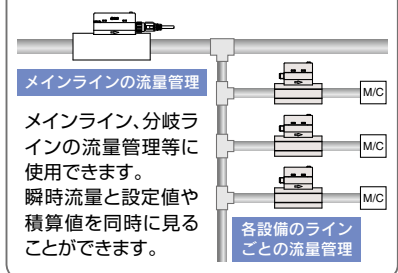 メインラインの流量管理
メインライン、分岐ラ
インの流量管理等に
使用できます。
瞬時流量と設定値や
積算値を同時に見る
ことができます。
M/C
M/C
M/C
各設備のライン
ごとの流量管理